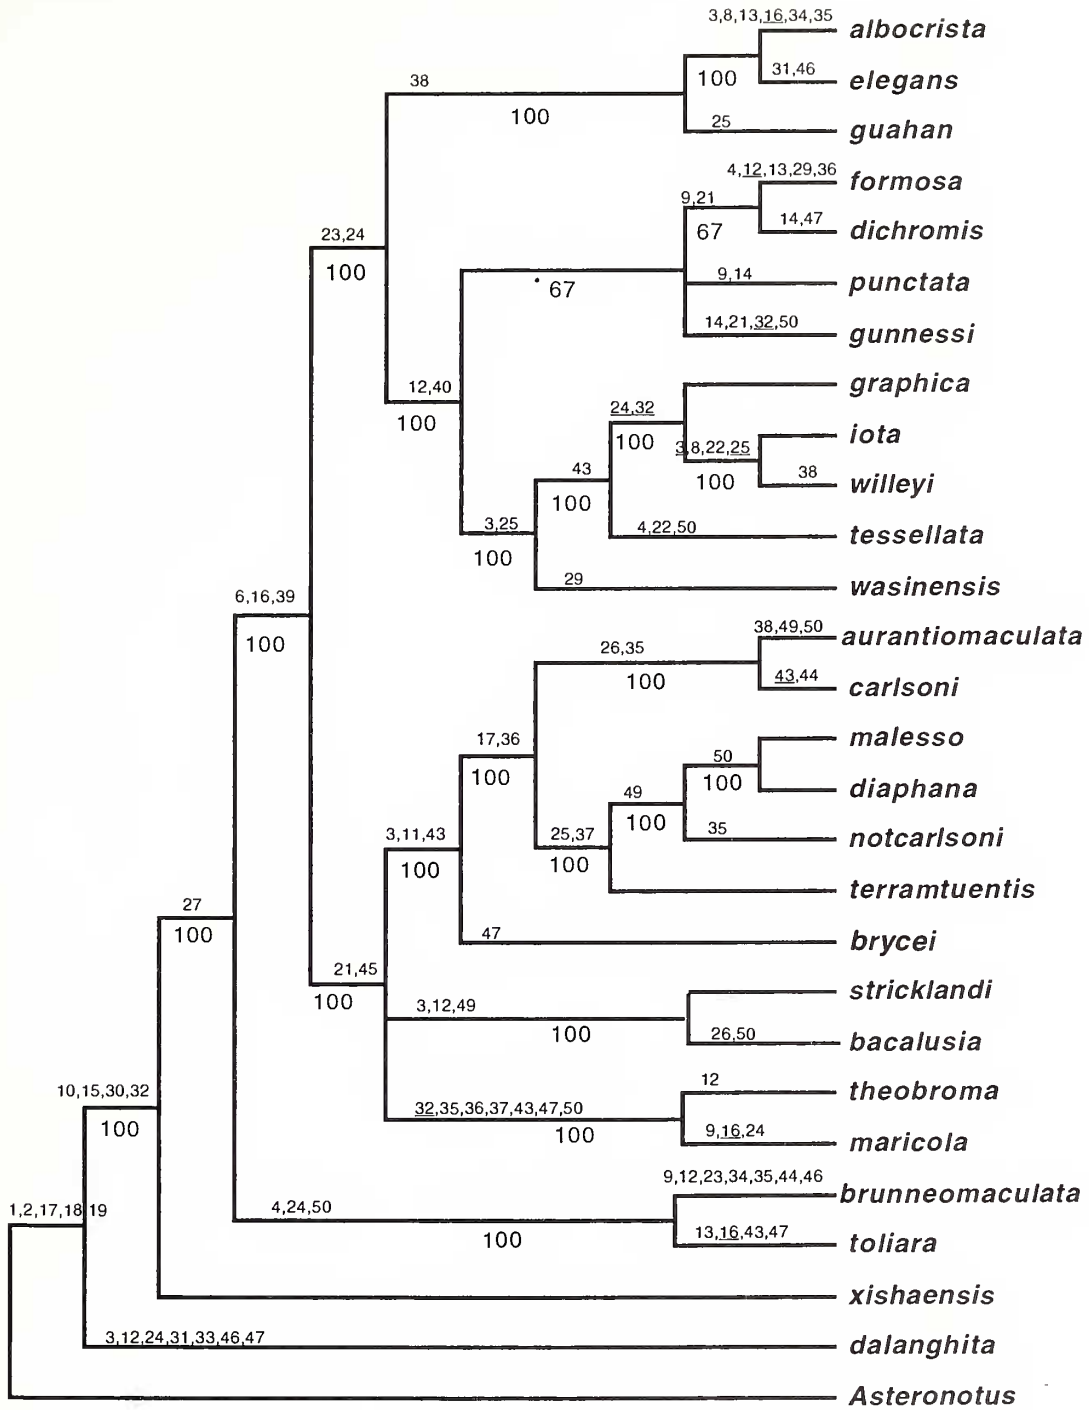 3,8,13,16,34,35
albocrista
38
100
31,46
elegans
100
25
guahan
4,12,13,29,36
formosa
9,21
67
14,47
dichromis
23,24
100
9,14
punctata
67
14,21,32,50
gunnessi
graphica
12,40
100
24,32
100
iota
3,8,22,25
100
38
willeyi
43
100
4,22,50
tessellata
3,25
100
29
wasinensis
6,16,39
100
38,49,50
aurantiomaculata
26,35
100
43,44
carlsoni
17,36
100
malesso
50
100
diaphana
49
100
35
notcarlsoni
3,11,43
100
25,37
100
terramtuentis
27
100
47
brycei
21,45
100
stricklandi
3,12,49
100
26,50
bacalusia
10,15,30,32
100
12
theobroma
32,35,36,37,43,47,50
100
9,16,24
maricola
9,12,23,34,35,44,46
brunneomaculata
1,2,17,18,19
4,24,50
100
13,16,43,47
toliara
xishaensis
3,12,24,31,33,46,47
dalanghita
Asteronotus